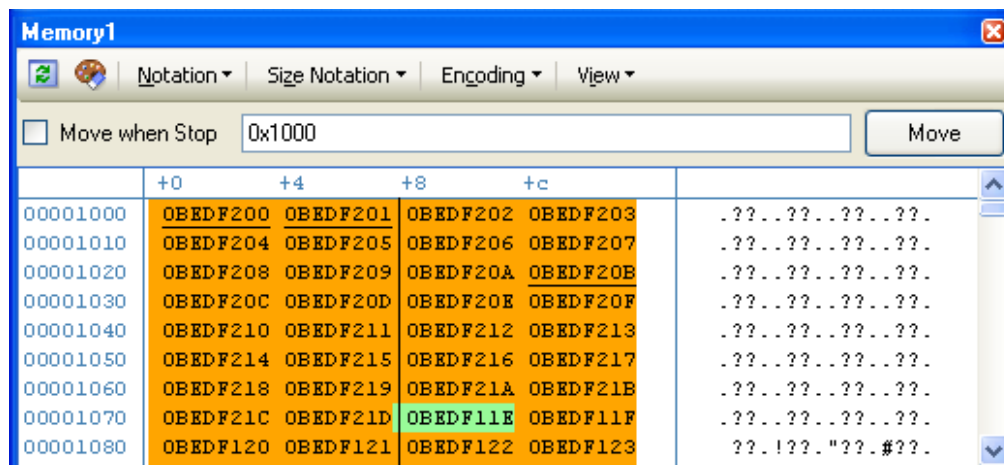 Memory1
Notation Size Notation Encoding View
Move when Stop 0x1000 Move
+0 +4 +8 +c
00001000 0BEDF200 0BEDF201 0BEDF202 0BEDF203 .??..??..??..??.
00001010 0BEDF204 0BEDF205 0BEDF206 0BEDF207 .??..??..??..??.
00001020 0BEDF208 0BEDF209 0BEDF20A 0BEDF20B .??..??..??..??.
00001030 0BEDF20C 0BEDF20D 0BEDF20E 0BEDF20F .??..??..??..??.
00001040 0BEDF210 0BEDF211 0BEDF212 0BEDF213 .??..??..??..??.
00001050 0BEDF214 0BEDF215 0BEDF216 0BEDF217 .??..??..??..??.
00001060 0BEDF218 0BEDF219 0BEDF21A 0BEDF21B .??..??..??..??.
00001070 0BEDF21C 0BEDF21D 0BEDF11E 0BEDF11F .??..??..??..??.
00001080 0BEDF120 0BEDF121 0BEDF122 0BEDF123 ??.!??."??.#??.